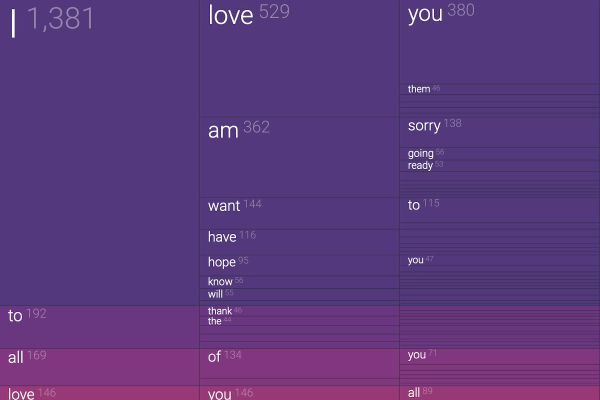 I 1,381
love 529
you 380
them 46
am 362
sorry 138
going 56
ready 53
want 144
to 115
have 116
hope 95
you 47
know 56
will 55
to 192
thank 46
the 44
all 169
of 134
you 71
love 146
you 146
all 89